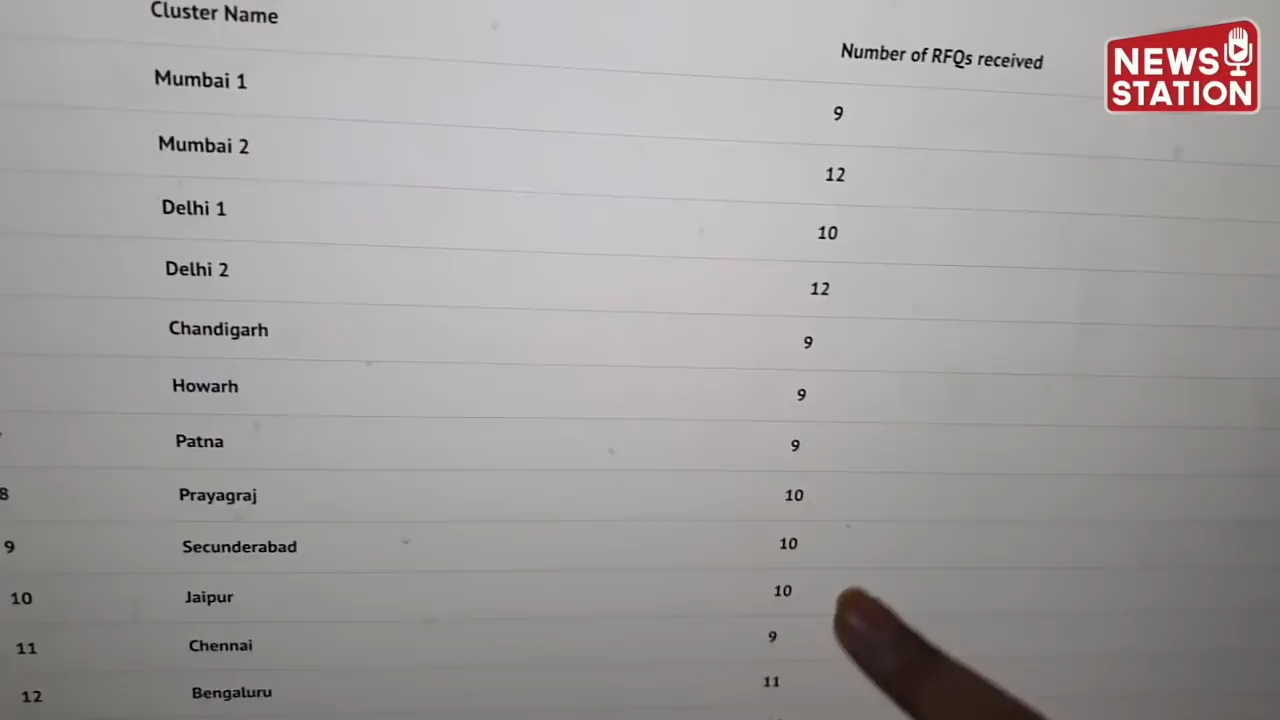 Cluster Name Number of RFQs received
Mumbai 1 9
Mumbai 2 12
Delhi 1 10
Delhi 2 12
Chandigarh 9
Howarh 9
Patna 9
8 Prayagraj 10
9 Secunderabad 10
10 Jaipur 10
11 Chennai 9
12 Bengaluru 11
NEWS
STATION